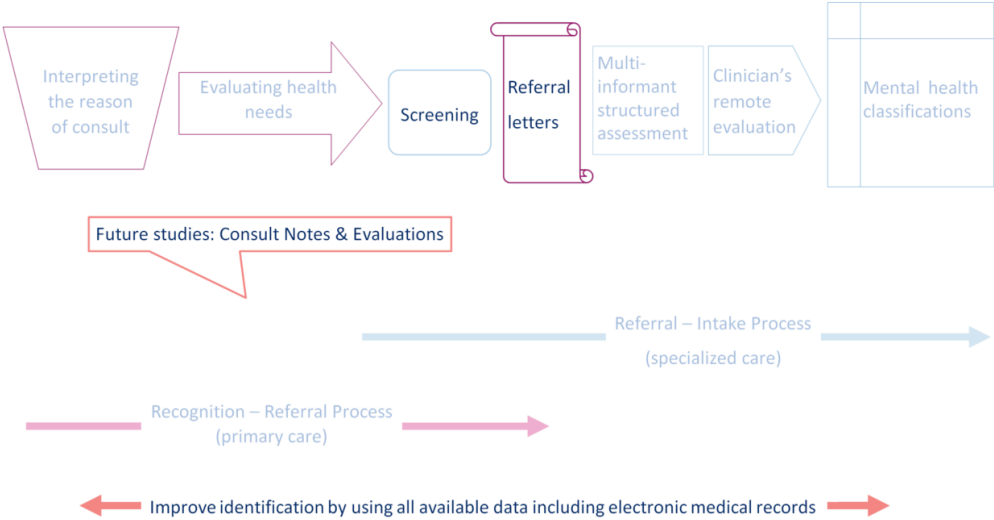 Interpreting
the reason
of consult
Evaluating health
needs
Screening
Referral
letters
Multi-
informant
structured
assessment
Clinician's
remote
evaluation
Mental health
classifications
Future studies: Consult Notes & Evaluations
Referral – Intake Process
(specialized care)
Recognition – Referral Process
(primary care)
Improve identification by using all available data including electronic medical records